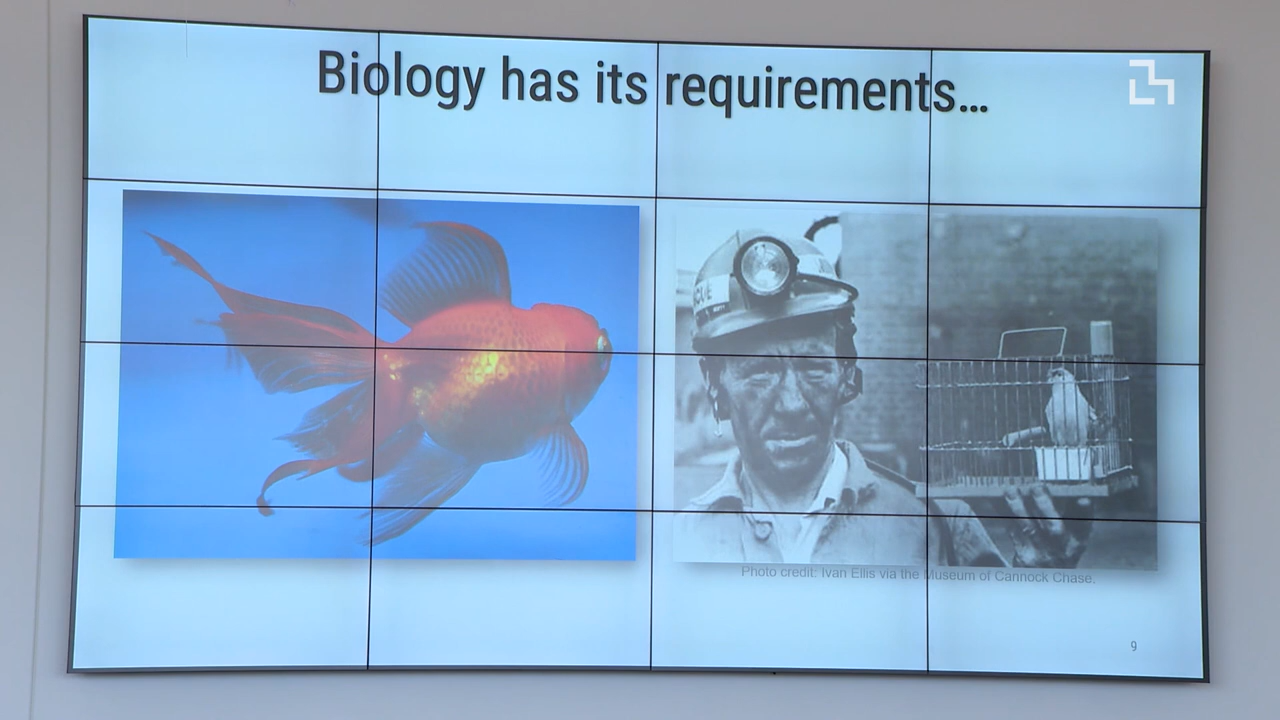 Biology has its requirements…
Photo credit: Ivan Ellis via the Museum of Cannock Chase.
9